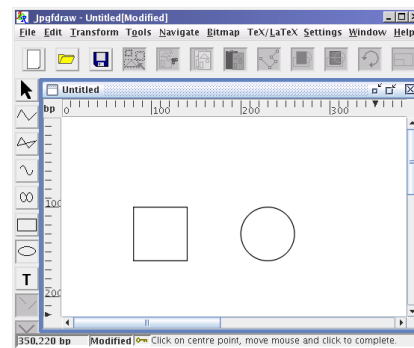 Jpgfdraw - Untitled[Modified]
File Edit Transform Tools Navigate Bitmap TeX/LaTeX Settings Window Help
Untitled
bp 0 100 200 300
100
T
200
350,220 bp Modified Click on centre point, move mouse and click to complete.